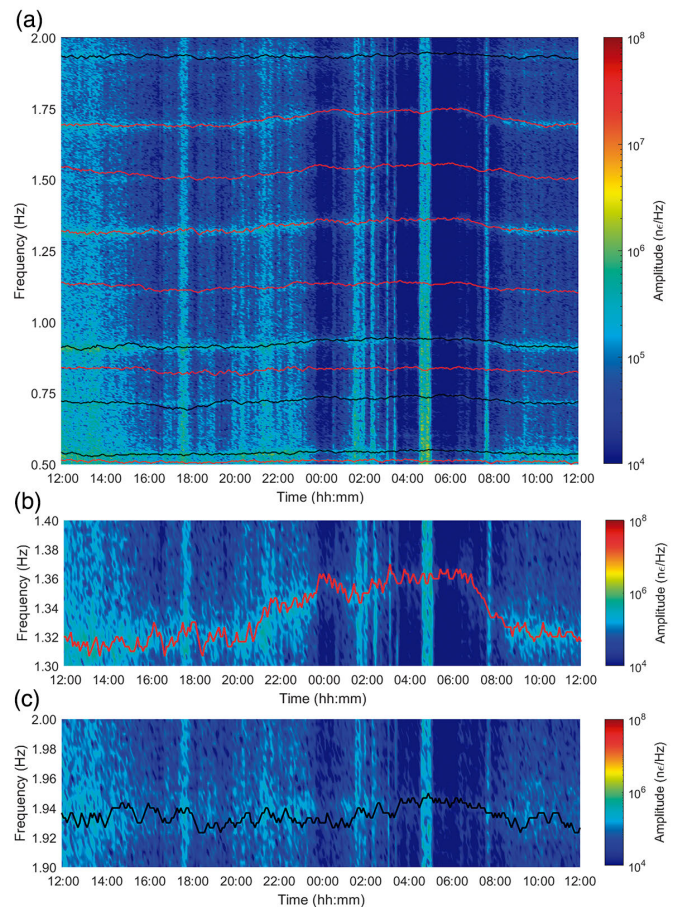 (a)
2.00
1.75
1.50
1.25
1.00
0.75
0.50
Frequency (Hz)
12:00 14:00 16:00 18:00 20:00 22:00 00:00 02:00 04:00 06:00 08:00 10:00 12:00
Time (hh:mm)
10^8
10^7
10^6
10^5
10^4
Amplitude (nε/Hz)
(b)
1.40
1.38
1.36
1.34
1.32
1.30
Frequency (Hz)
12:00 14:00 16:00 18:00 20:00 22:00 00:00 02:00 04:00 06:00 08:00 10:00 12:00
Time (hh:mm)
10^8
10^6
10^4
Amplitude (nε/Hz)
(c)
2.00
1.98
1.96
1.94
1.92
1.90
Frequency (Hz)
12:00 14:00 16:00 18:00 20:00 22:00 00:00 02:00 04:00 06:00 08:00 10:00 12:00
Time (hh:mm)
10^8
10^6
10^4
Amplitude (nε/Hz)